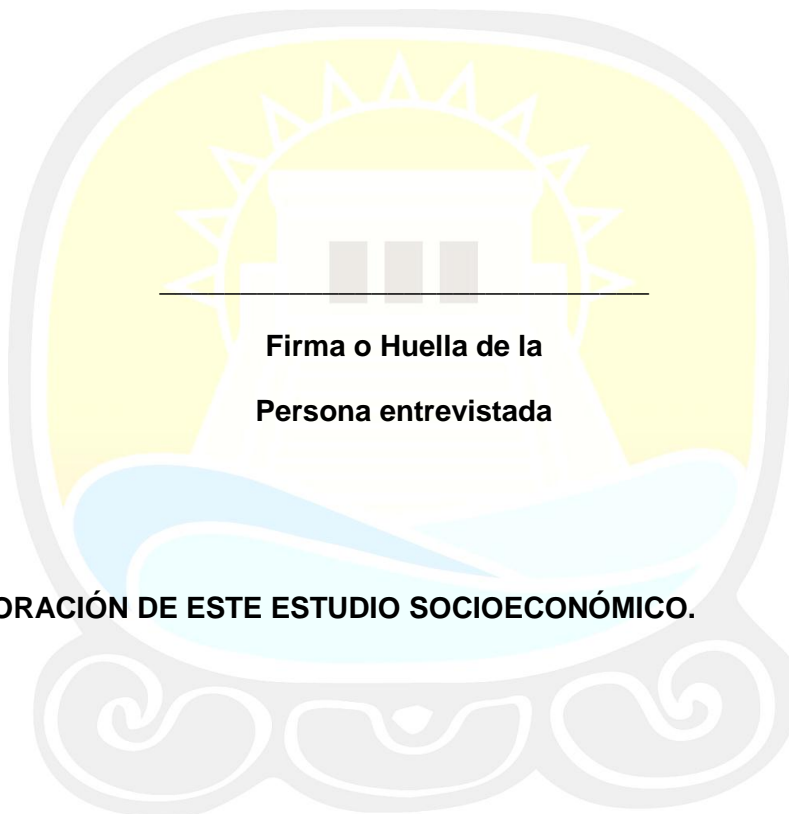 Firma o Huella de la
Persona entrevistada
ORACIÓN DE ESTE ESTUDIO SOCIOECONÓMICO.